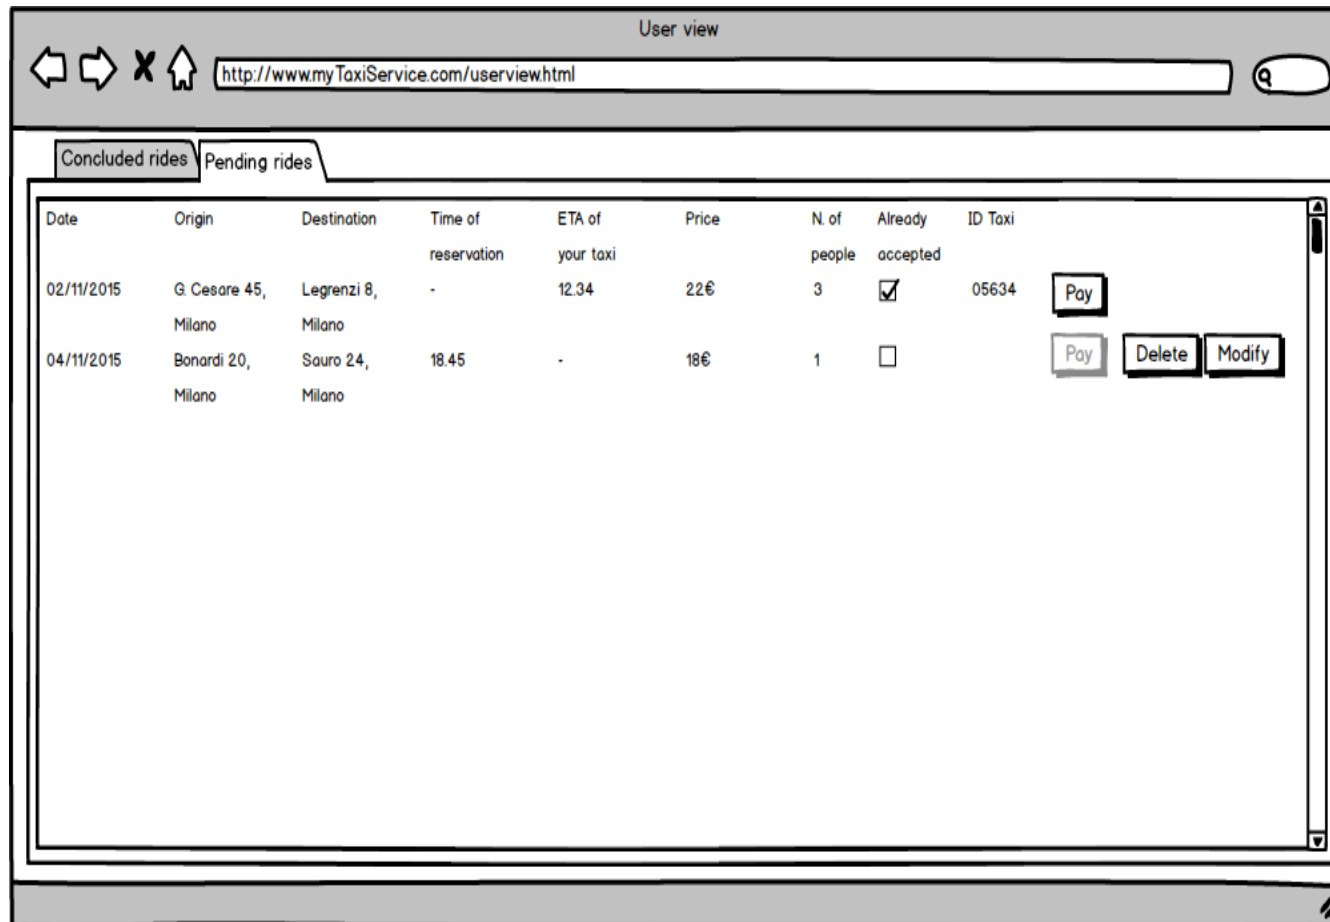 User view
http://www.myTaxiService.com/userview.html
Concluded rides Pending rides
Date Origin Destination Time of ETA of Price N. of Already ID Taxi
reservation your taxi people accepted
02/11/2015 G. Cesare 45, Legrenzi 8, - 12.34 22€ 3 05634 Pay
Milano Milano
04/11/2015 Bonardi 20, Sauro 24, 18.45 - 18€ 1 Pay Delete Modify
Milano Milano